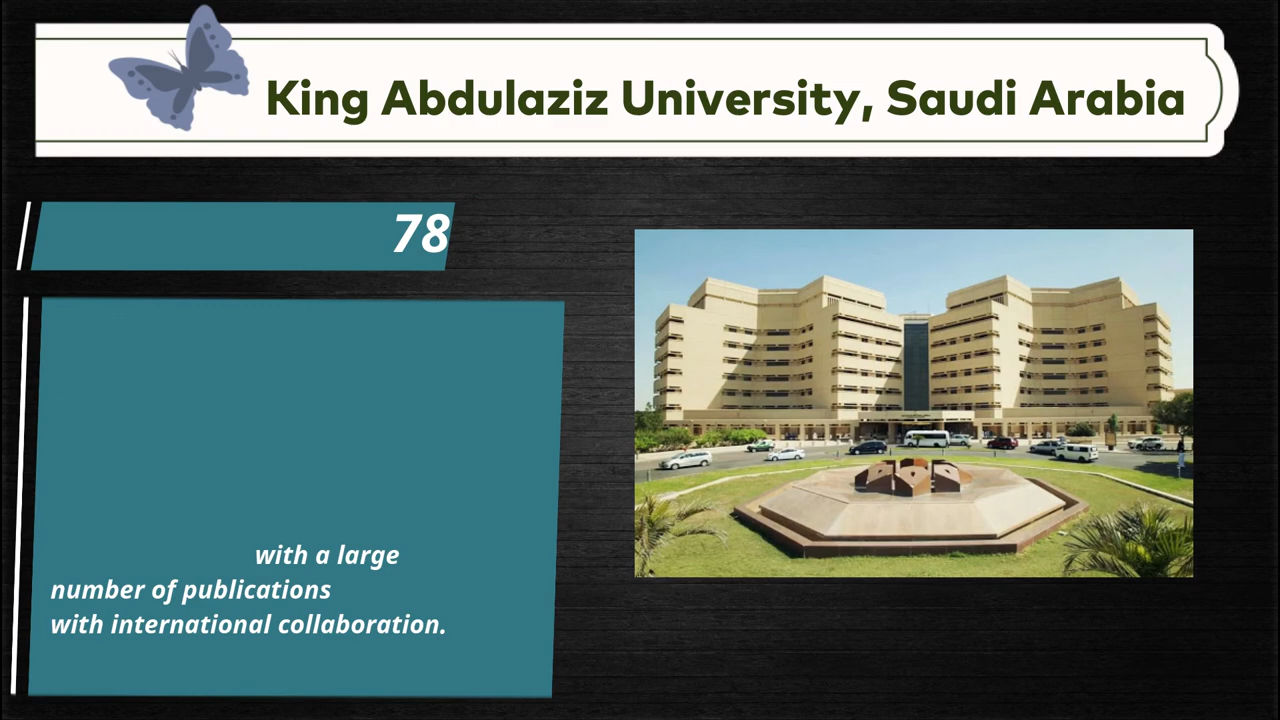 King Abdulaziz University, Saudi Arabia
78
with a large
number of publications
with international collaboration.